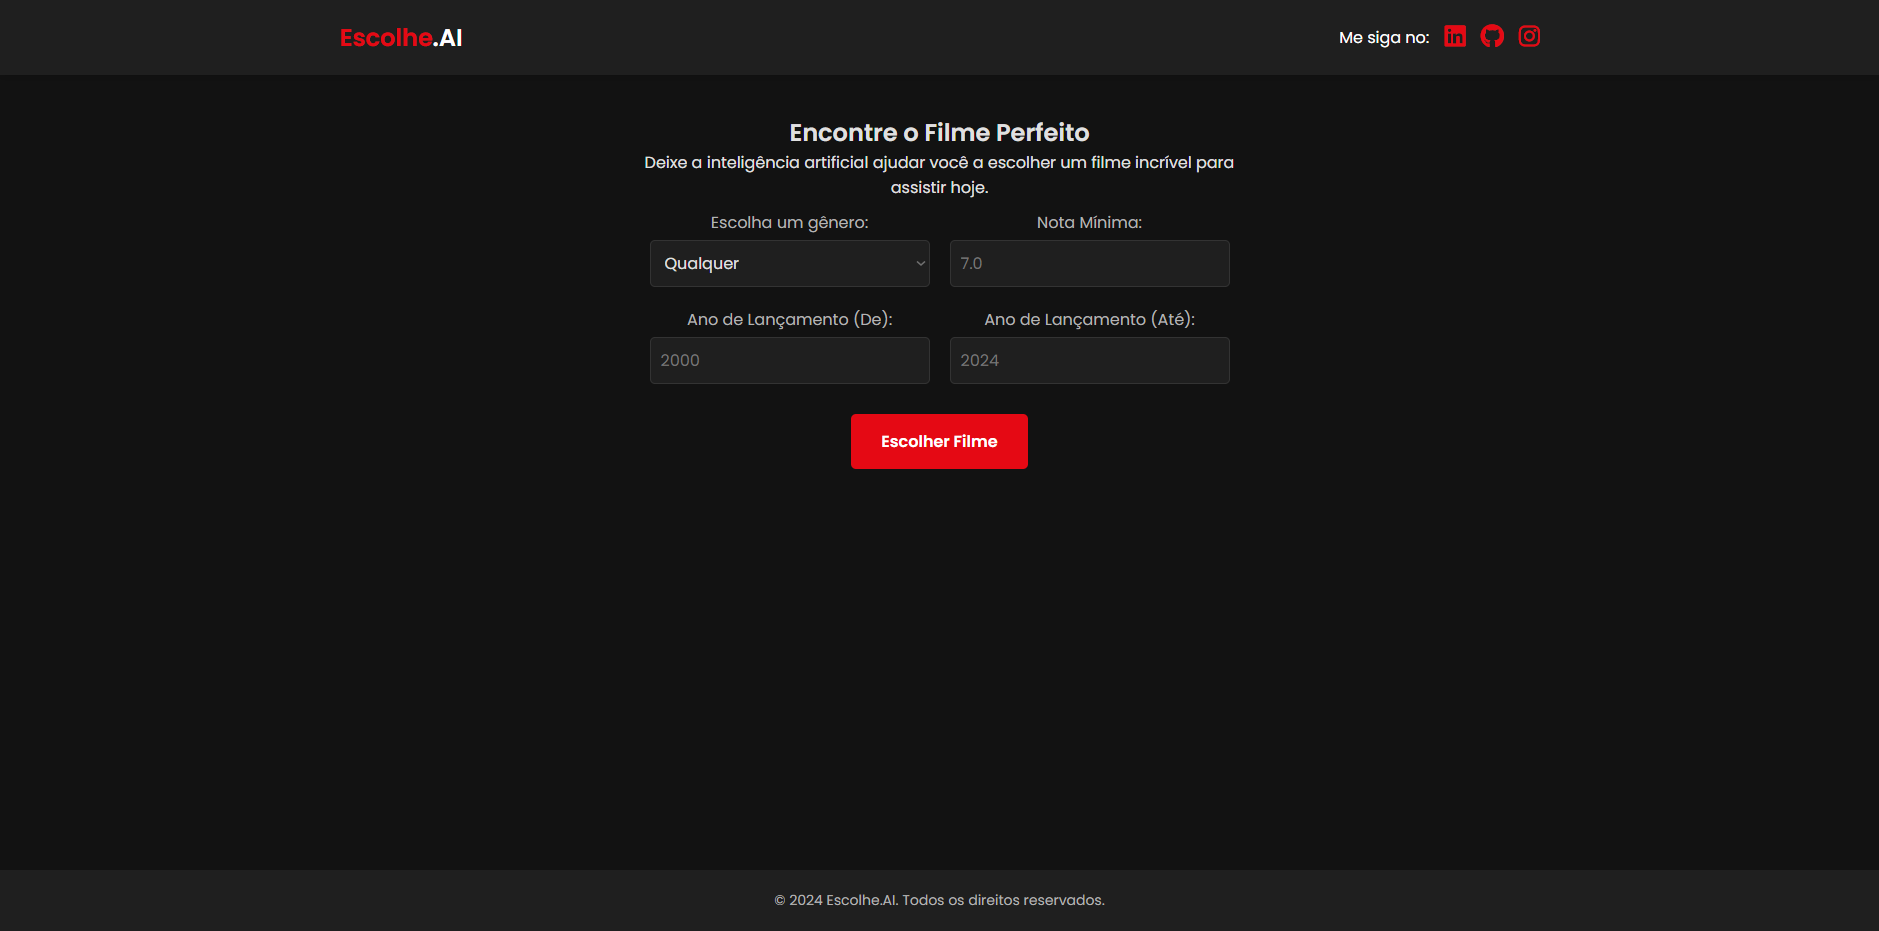 Escolhe.AI
Me siga no:
Encontre o Filme Perfeito
Deixe a inteligência artificial ajudar você a escolher um filme incrível para
assistir hoje.
Escolha um gênero:
Nota Mínima:
Qualquer
7.0
Ano de Lançamento (De):
Ano de Lançamento (Até):
2000
2024
Escolher Filme
© 2024 Escolhe.AI. Todos os direitos reservados.